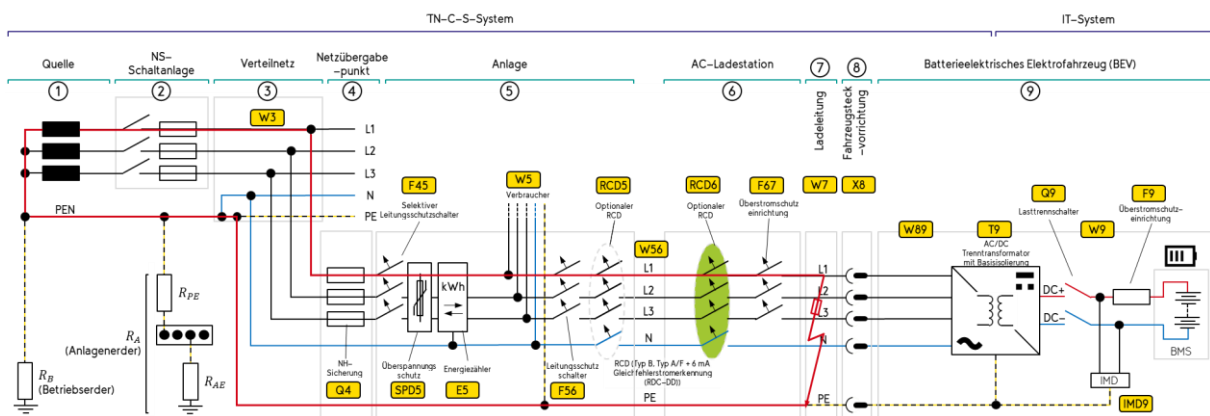 TN-C-S-System
IT-System
Quelle
NS-
Schaltanlage
Verteilnetz
Netzübergabe
-punkt
Anlage
AC-Ladestation
Ladeleitung
Fahrzeugsteck
-vorrichtung
Batterieelektrisches Elektrofahrzeug (BEV)
1
2
3
4
5
6
7
8
9
W3
L1
L2
L3
N
PE
PEN
F45
Selektiver
Leitungsschutzschalter
W5
Verbraucher
RCD5
Optionaler
RCD
W56
RCD6
Optionaler
RCD
F67
Überstromschutz
einrichtung
W7
X8
W89
T9
AC/DC
Trenntransformator
mit Basisisolierung
Q9
Lasttrennschalter
W9
F9
Überstromschutz-
einrichtung
L1
L2
L3
N
PE
L1
L2
L3
N
PE
kWh
DC+
DC-
BMS
IMD
IMD9
RPE
RA
(Anlagenerder)
RAE
RB
(Betriebserder)
NH-
Sicherung
Q4
Überspannungs
schutz
SPD5
Energiezähler
E5
Leitungsschutz
schalter
F56
RCD (Typ B, Typ A/F + 6 mA
Gleichfehlerstromerkennung
(RDC-DD))